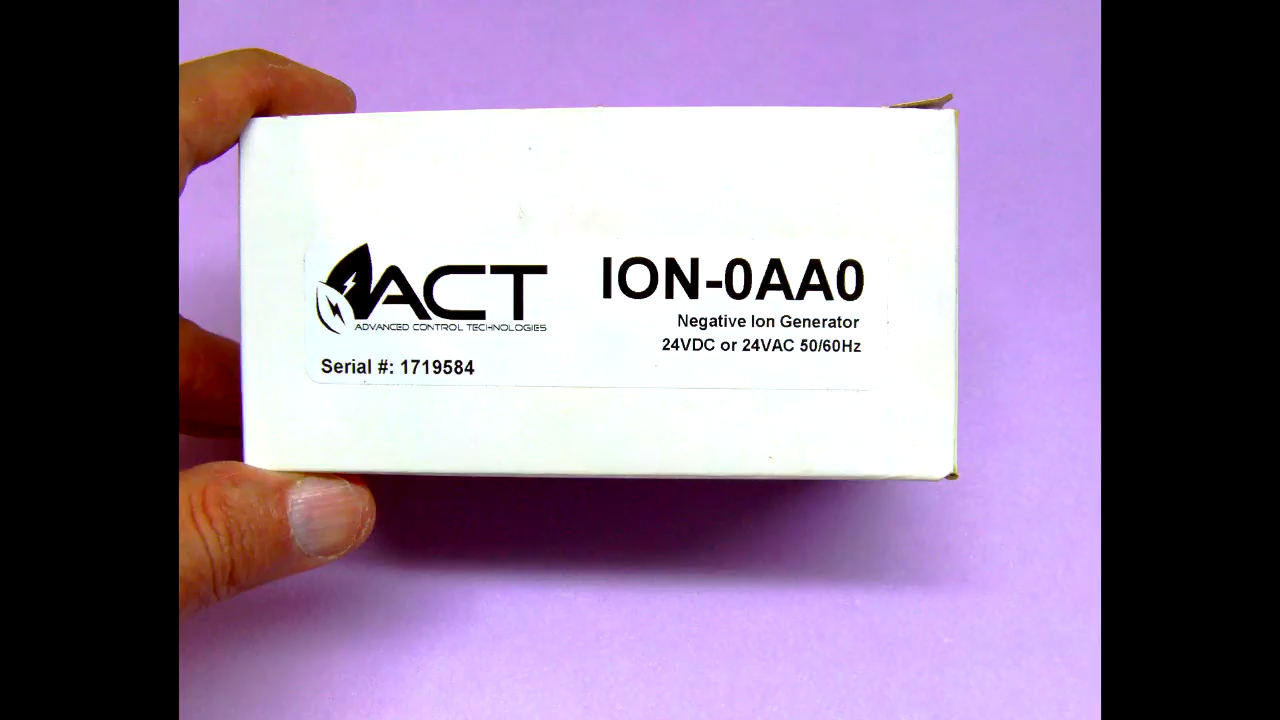 ACT
ADVANCED CONTROL TECHNOLOGIES
Serial #: 1719584
ION-0AA0
Negative Ion Generator
24VDC or 24VAC 50/60Hz